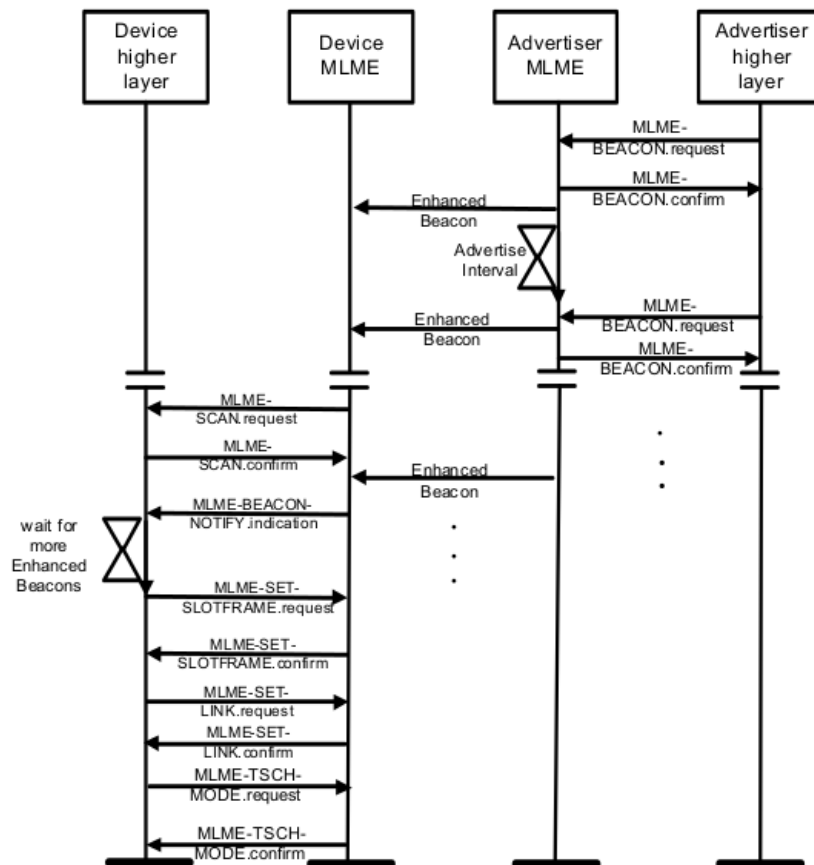 Device
higher
layer
Device
MLME
Advertiser
MLME
Advertiser
higher
layer
MLME-
BEACON.request
MLME-
BEACON.confirm
Enhanced
Beacon
Advertise
Interval
MLME-
BEACON.request
Enhanced
Beacon
MLME-
BEACON.confirm
MLME-
SCAN.request
MLME-
SCAN.confirm
Enhanced
Beacon
MLME-BEACON-
NOTIFY.indication
wait for
more
Enhanced
Beacons
MLME-SET-
SLOTFRAME.request
MLME-SET-
SLOTFRAME.confirm
MLME-SET-
LINK.request
MLME-SET-
LINK.confirm
MLME-TSCH-
MODE.request
MLME-TSCH-
MODE.confirm